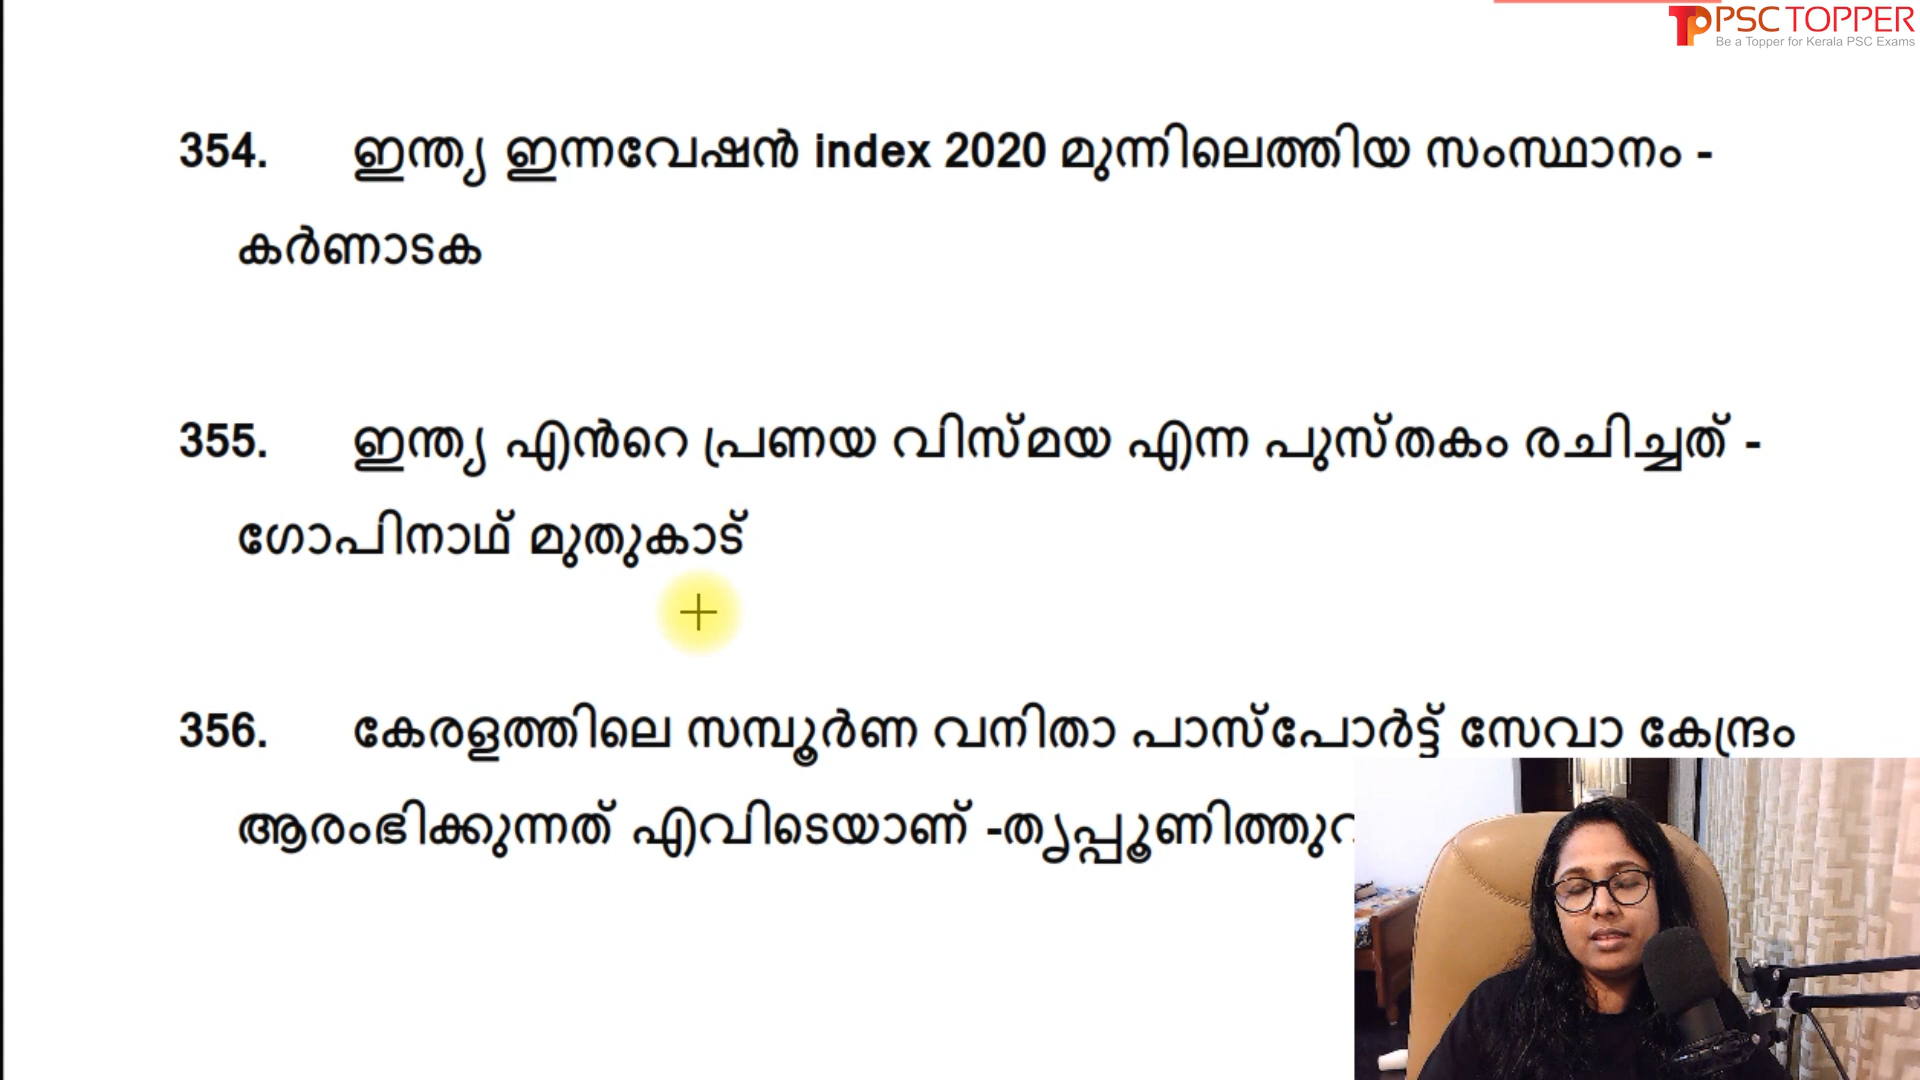 PSC TOPPER
Be a Topper for Kerala PSC Exams
354. ഇന്ത്യ ഇന്നവേഷൻ index 2020 മുന്നിലെത്തിയ സംസ്ഥാനം -
കർണാടക
355. ഇന്ത്യ എൻറെ പ്രണയ വിസ്മയ എന്ന പുസ്തകം രചിച്ചത് -
ഗോപിനാഥ് മുതുകാട്
356. കേരളത്തിലെ സമ്പൂർണ വനിതാ പാസ്പോർട്ട് സേവാ കേന്ദ്രം
ആരംഭിക്കുന്നത് എവിടെയാണ്